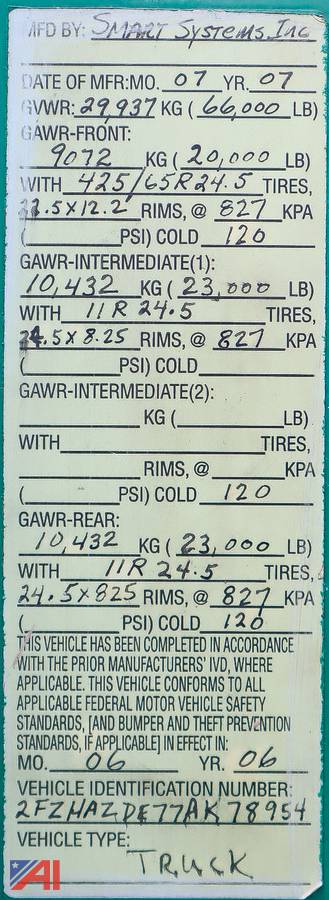 MFD BY: SMART Systems Inc
DATE OF MFR: MO. 07 YR. 07
GVWR: 29,937 KG ( 66,000 LB)
GAWR-FRONT:
9072 KG ( 20,000 LB)
WITH 425/65R24.5 TIRES,
22.5X12.2 RIMS, @ 827 KPA
( PSI) COLD 120
GAWR-INTERMEDIATE(1):
10,432 KG ( 23,000 LB)
WITH 11R 24.5 TIRES,
24.5X8.25 RIMS, @ 827 KPA
( PSI) COLD
GAWR-INTERMEDIATE(2):
KG ( LB)
WITH TIRES,
RIMS, @ KPA
( PSI) COLD 120
GAWR-REAR:
10,432 KG ( 23,000 LB)
WITH 11R 24.5 TIRES,
24.5X825 RIMS, @ 827 KPA
( PSI) COLD 120
THIS VEHICLE HAS BEEN COMPLETED IN ACCORDANCE
WITH THE PRIOR MANUFACTURERS' IVD, WHERE
APPLICABLE. THIS VEHICLE CONFORMS TO ALL
APPLICABLE FEDERAL MOTOR VEHICLE SAFETY
STANDARDS, [AND BUMPER AND THEFT PREVENTION
STANDARDS, IF APPLICABLE] IN EFFECT IN:
MO. 06 YR. 06
VEHICLE IDENTIFICATION NUMBER:
2FZHAZDE77AK78954
VEHICLE TYPE:
TRUCK
AI